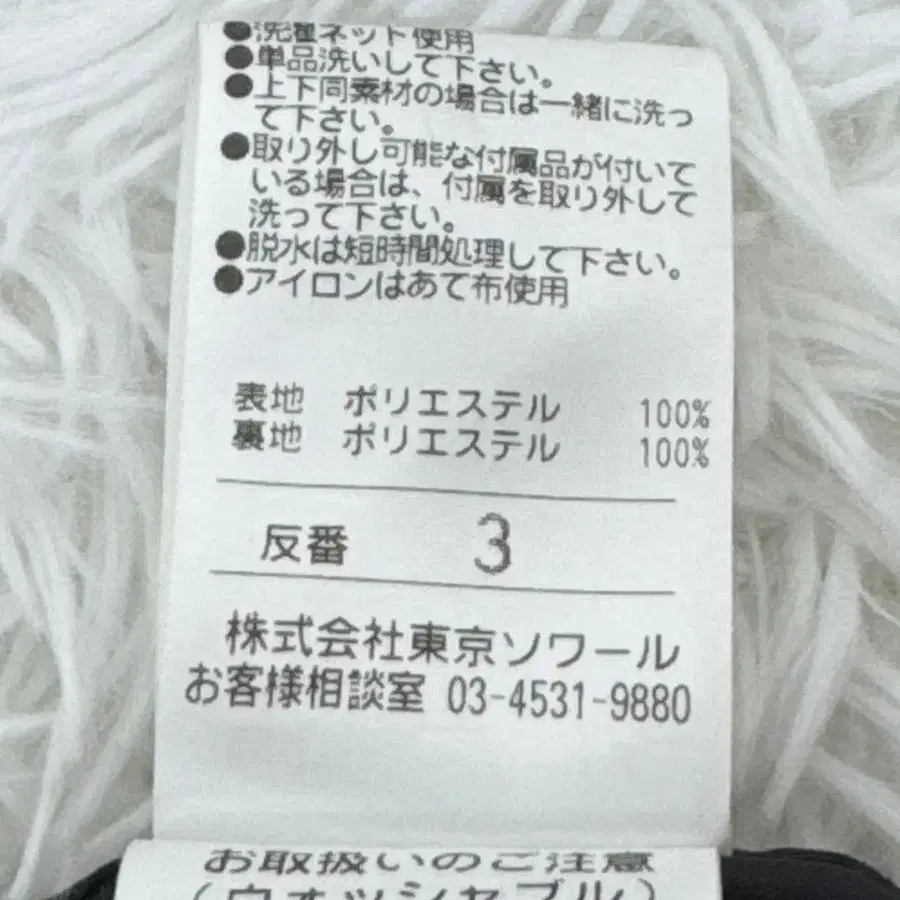 ●洗濯ネット使用
●単品洗いして下さい。
●上下同素材の場合は一緒に洗っ
て下さい。
●取り外し可能な付属品が付いて
いる場合は、付属を取り外して
洗って下さい。
●脱水は短時間処理して下さい。
●アイロンはあて布使用
表地 ポリエステル 100%
裏地 ポリエステル 100%
反番 3
株式会社東京ソワール
お客様相談室 03-4531-9880
お取扱いのご注意
(ウォッシャブル)